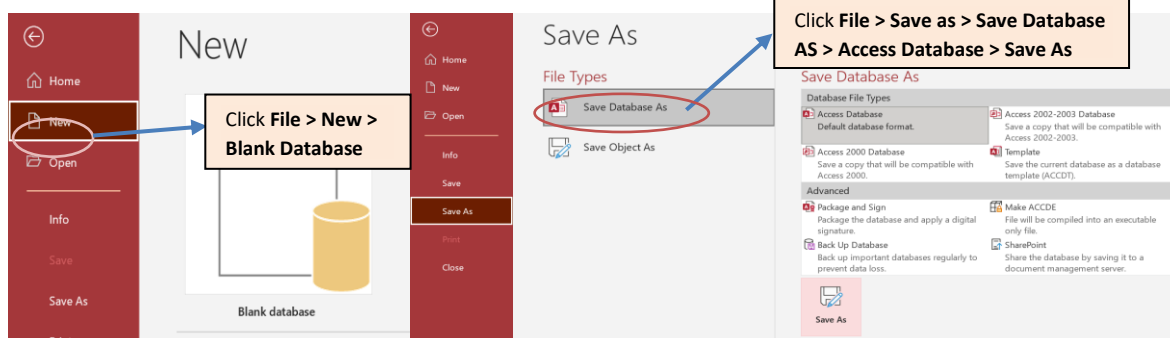 New
Home
New
Open
Info
Save
Save As
Click File > New >
Blank Database
Blank database
Home
New
Open
Info
Save
Save As
Print
Close
Save As
File Types
Save Database As
Save Object As
Click File > Save as > Save Database
AS > Access Database > Save As
Save Database As
Database File Types
Access Database
Default database format.
Access 2002-2003 Database
Save a copy that will be compatible with
Access 2002-2003.
Access 2000 Database
Save a copy that will be compatible with
Access 2000.
Template
Save the current database as a database
template (ACCDT).
Advanced
Package and Sign
Package the database and apply a digital
signature.
Make ACCDE
File will be compiled into an executable
only file.
Back Up Database
Back up important databases regularly to
prevent data loss.
SharePoint
Share the database by saving it to a
document management server.
Save As